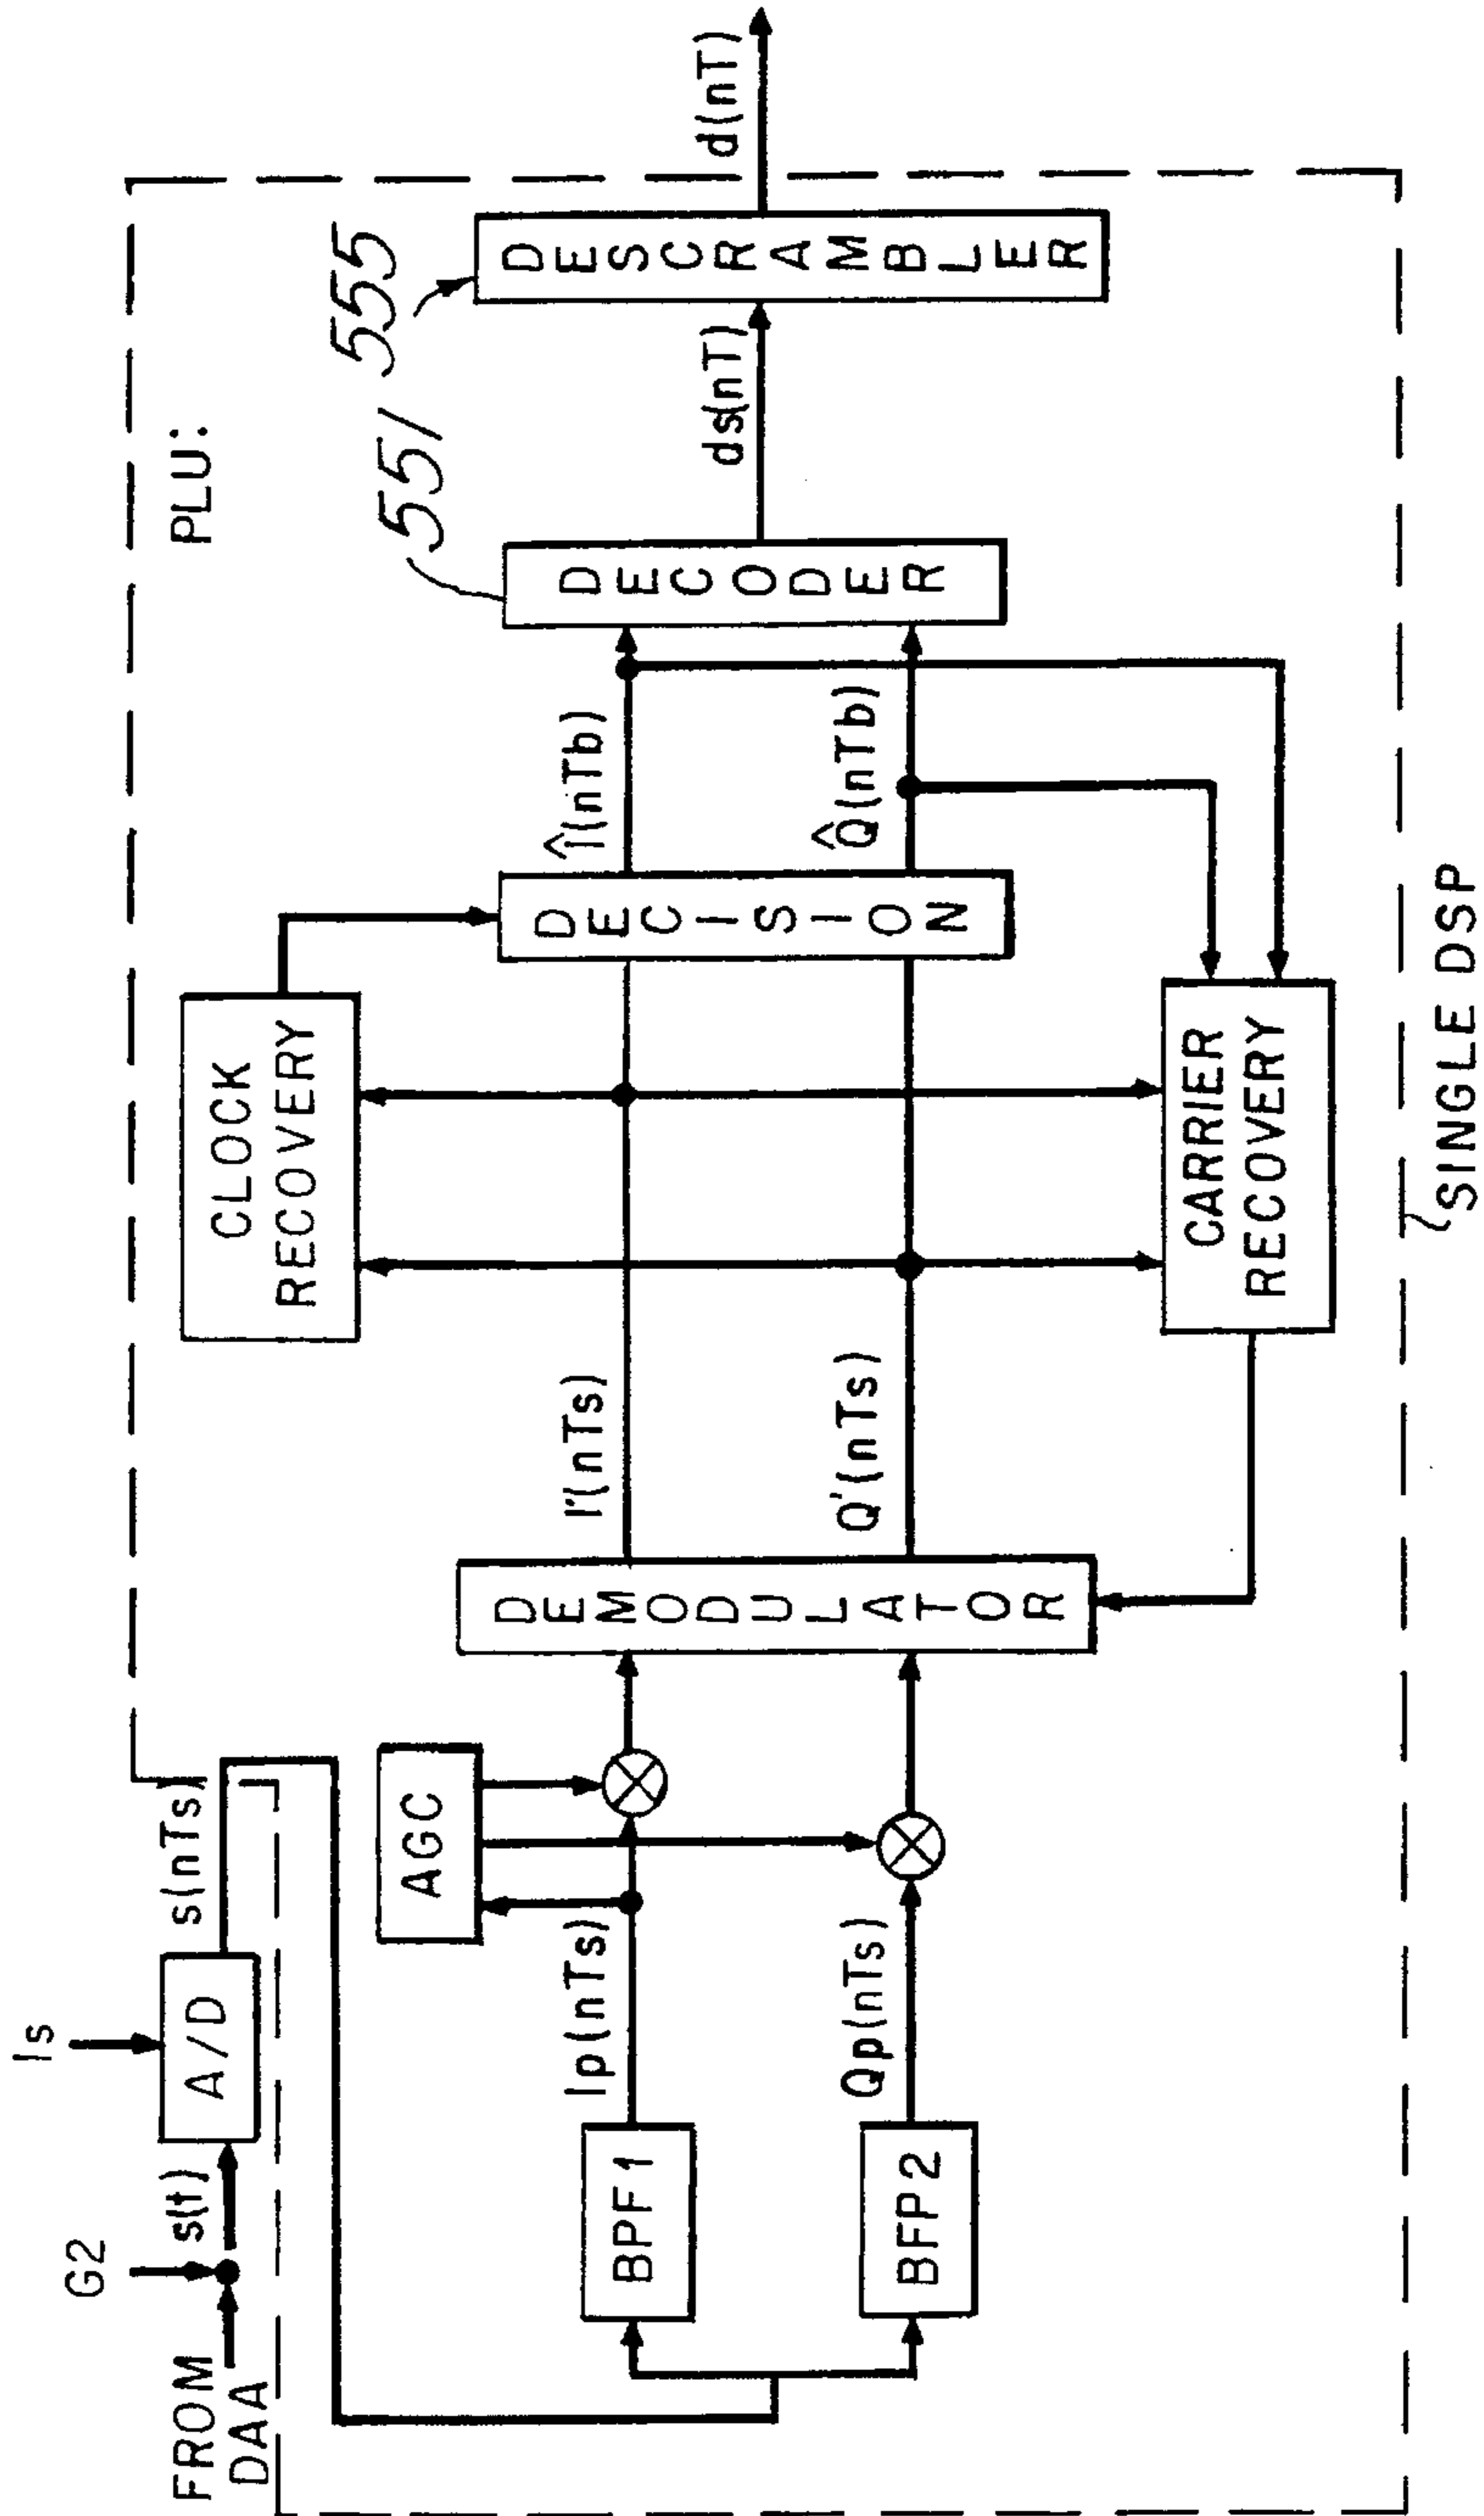 FROM
DAA
G2
s(t)
Is
A/D
s(nTs)
PLU:
BPF1
BFP2
Ip(nTs)
Qp(nTs)
AGC
DEMODULATOR
I'(nTs)
Q'(nTs)
CLOCK
RECOVERY
CARRIER
RECOVERY
DECISION
Î(nTb)
Q̂(nTb)
DECODER
551
ds(nT)
DESCRAMBLER
555
d(nT)
SINGLE DSP